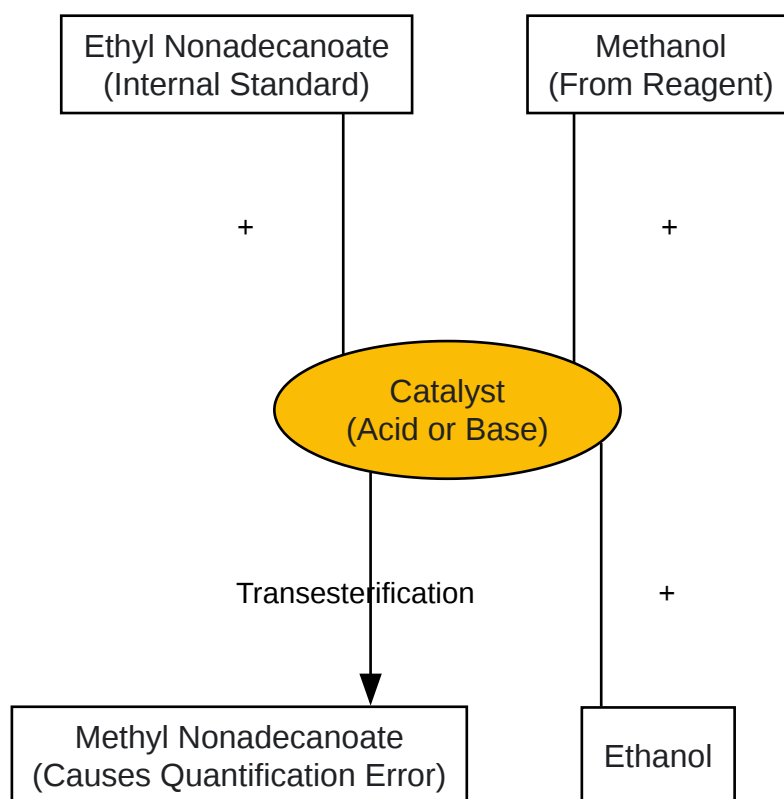 Ethyl Nonadecanoate
(Internal Standard)
Methanol
(From Reagent)
+
+
Catalyst
(Acid or Base)
Transesterification
+
Methyl Nonadecanoate
(Causes Quantification Error)
Ethanol